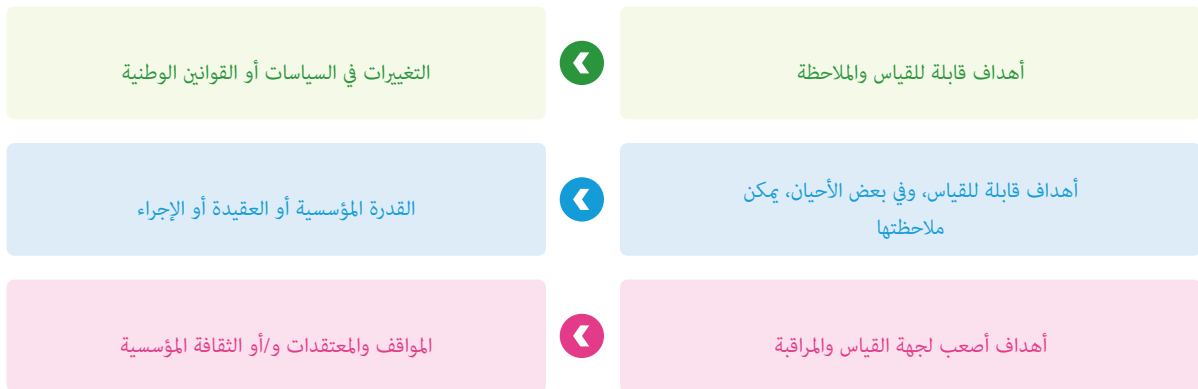 أهداف قابلة للقياس والملاحظة
التغييرات في السياسات أو القوانين الوطنية
أهداف قابلة للقياس، وفي بعض الأحيان، يمكن
ملاحظتها
القدرة المؤسسية أو العقيدة أو الإجراء
أهداف أصعب لجهة القياس والمراقبة
المواقف والمعتقدات و/أو الثقافة المؤسسية